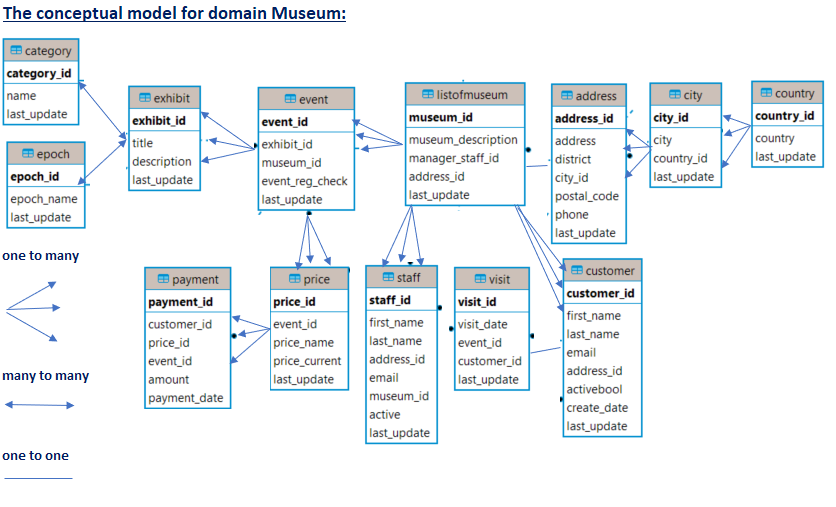 The conceptual model for domain Museum:
category
category_id
name
last_update
epoch
epoch_id
epoch_name
last_update
exhibit
exhibit_id
title
description
last_update
event
event_id
exhibit_id
museum_id
event_reg_check
last_update
listofmuseum
museum_id
museum_description
manager_staff_id
address_id
last_update
address
address_id
address
district
city_id
postal_code
phone
last_update
city
city_id
city
country_id
last_update
country
country_id
country
last_update
one to many
many to many
one to one
payment
payment_id
customer_id
price_id
event_id
amount
payment_date
price
price_id
event_id
price_name
price_current
last_update
staff
staff_id
first_name
last_name
address_id
email
museum_id
active
last_update
visit
visit_id
visit_date
event_id
customer_id
last_update
customer
customer_id
first_name
last_name
email
address_id
activebool
create_date
last_update